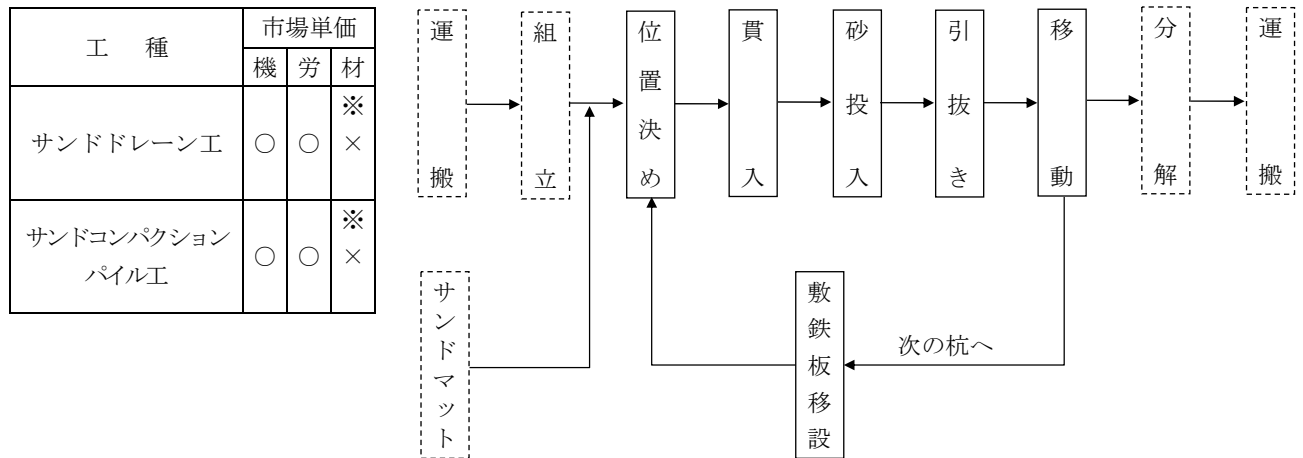 工 種
市場単価
機 労 材
サンドドレーン工
○ ○ ※ ×
サンドコンパクション
パイル工
○ ○ ※ ×
運搬
組立
位置決め
貫入
砂投入
引抜き
移動
分解
運搬
サンドマット
敷鉄板移設
次の杭へ